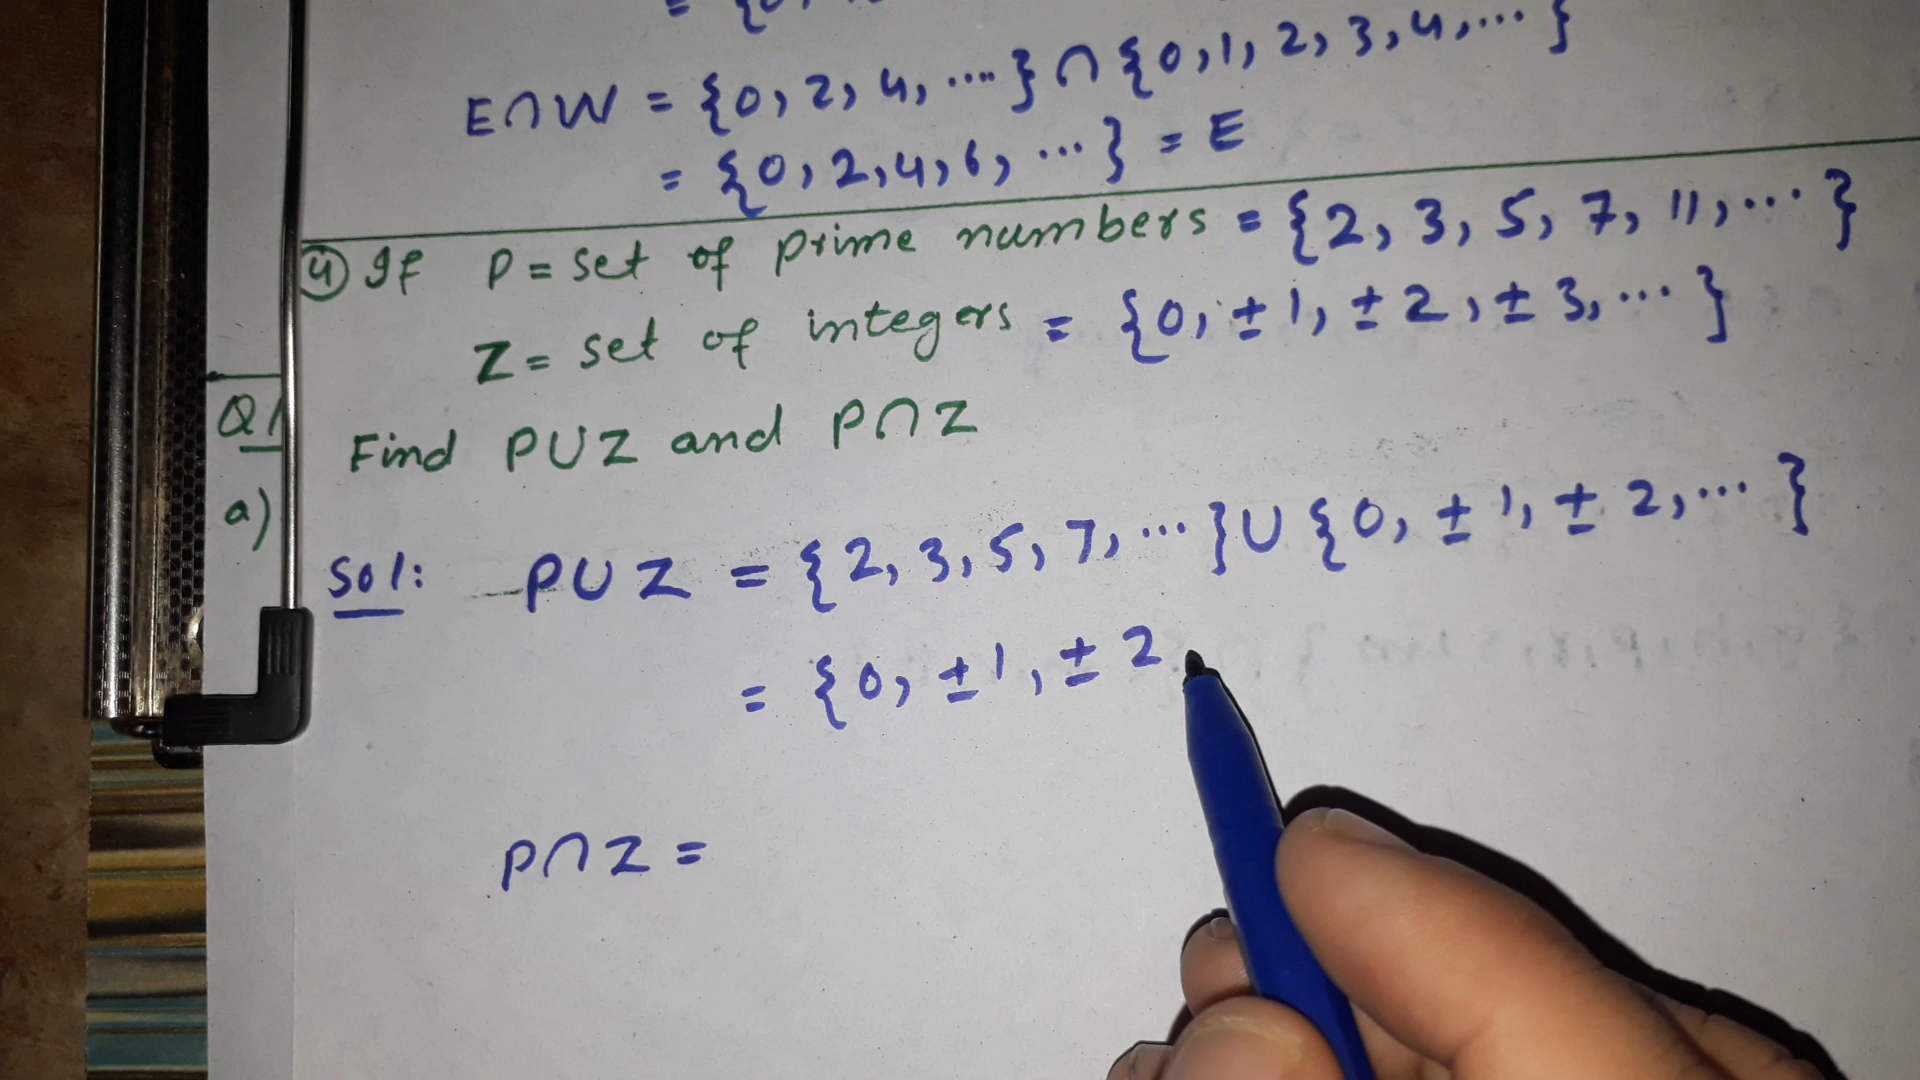 = {0,
E∩W = {0, 2, 4, ....} ∩ {0, 1, 2, 3, 4, ... }
= {0, 2, 4, 6, ... } = E
④ If P = set of prime numbers = {2, 3, 5, 7, 11, ... }
Z = set of integers = {0, ±1, ±2, ±3, ... }
Q1
Find P∪Z and P∩Z
a)
Sol: P∪Z = {2, 3, 5, 7, ... } ∪ {0, ±1, ±2, ... }
= {0, ±1, ±2
P∩Z =